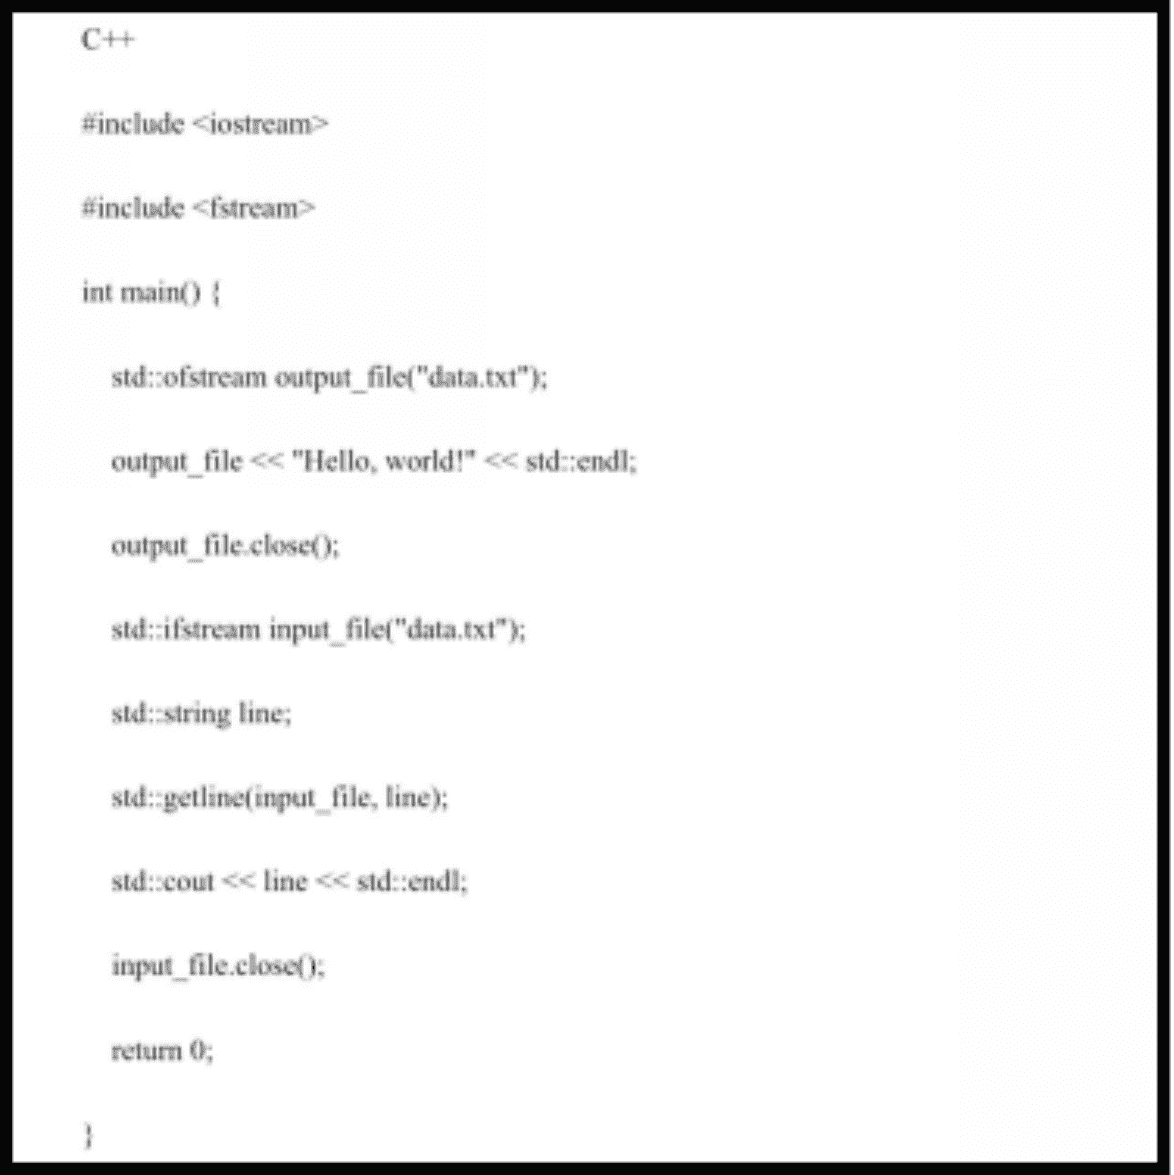 C++
#include <iostream>
#include <fstream>
int main() {
std::ofstream output_file("data.txt");
output_file << "Hello, world!" << std::endl;
output_file.close();
std::ifstream input_file("data.txt");
std::string line;
std::getline(input_file, line);
std::cout << line << std::endl;
input_file.close();
return 0;
}